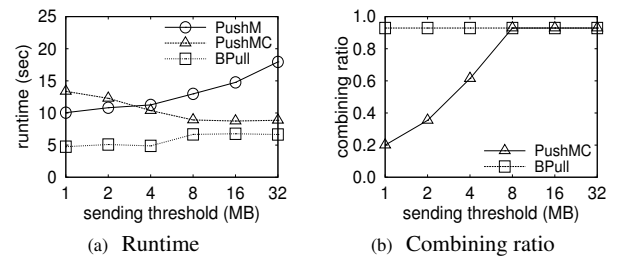 25
20
15
10
5
0
runtime (sec)
PushM
PushMC
BPull
1 2 4 8 16 32
sending threshold (MB)
(a) Runtime
1.0
0.8
0.6
0.4
0.2
0.0
combining ratio
PushMC
BPull
1 2 4 8 16 32
sending threshold (MB)
(b) Combining ratio